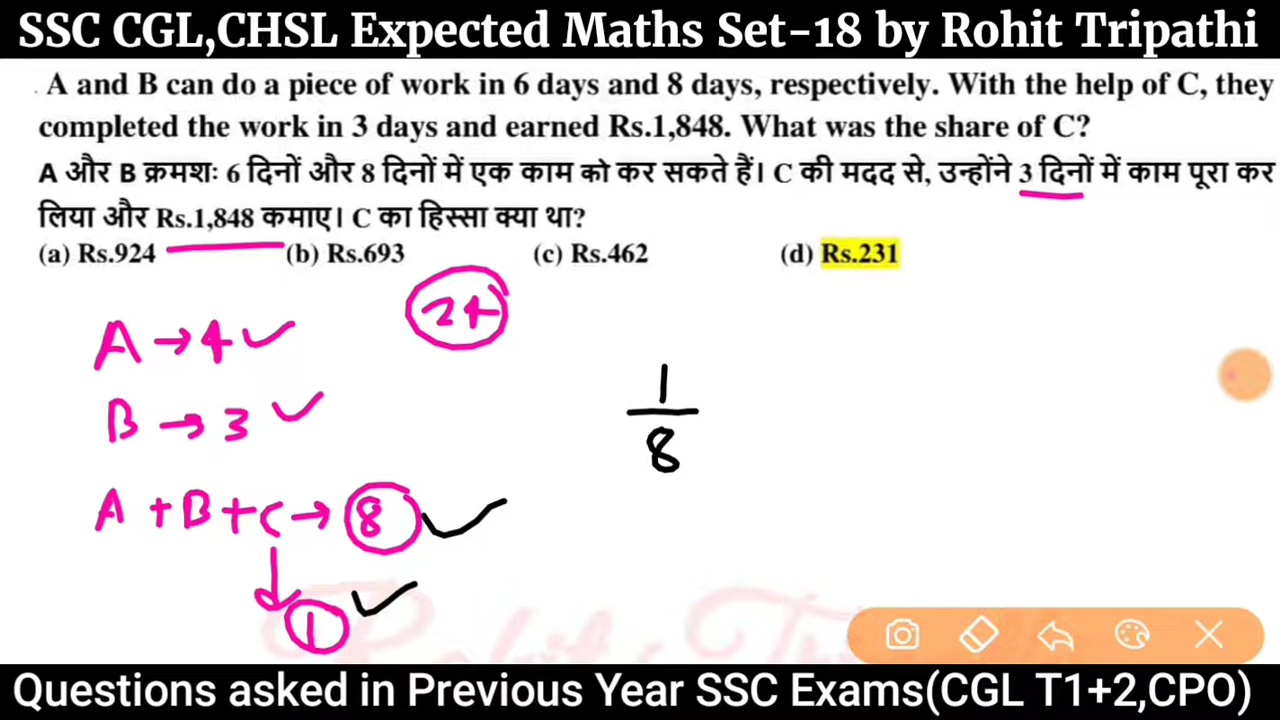 SSC CGL,CHSL Expected Maths Set-18 by Rohit Tripathi
A and B can do a piece of work in 6 days and 8 days, respectively. With the help of C, they
completed the work in 3 days and earned Rs.1,848. What was the share of C?
A और B क्रमशः 6 दिनों और 8 दिनों में एक काम को कर सकते हैं। C की मदद से, उन्होंने 3 दिनों में काम पूरा कर
लिया और Rs.1,848 कमाए। C का हिस्सा क्या था?
(a) Rs.924 (b) Rs.693 (c) Rs.462 (d) Rs.231
24
A → 4 ✓
B → 3 ✓
1
8
A + B + C → 8 ✓
↓
1 ✓
Questions asked in Previous Year SSC Exams(CGL T1+2,CPO)